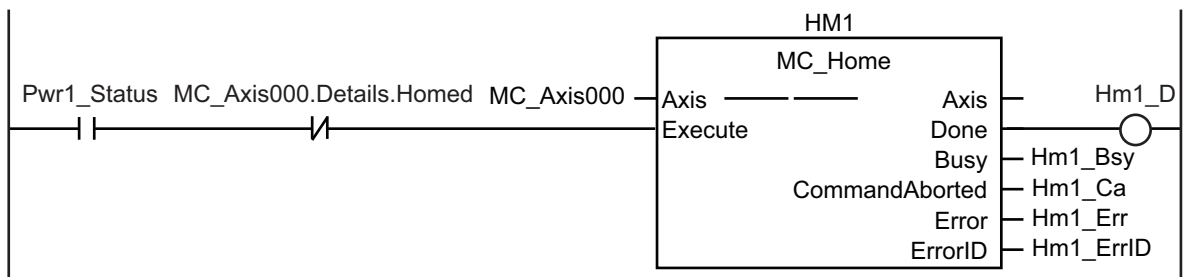 HM1
MC_Home
Pwr1_Status MC_Axis000.Details.Homed MC_Axis000 Axis Axis Hm1_D
Execute Done
Busy Hm1_Bsy
CommandAborted Hm1_Ca
Error Hm1_Err
ErrorID Hm1_ErrID